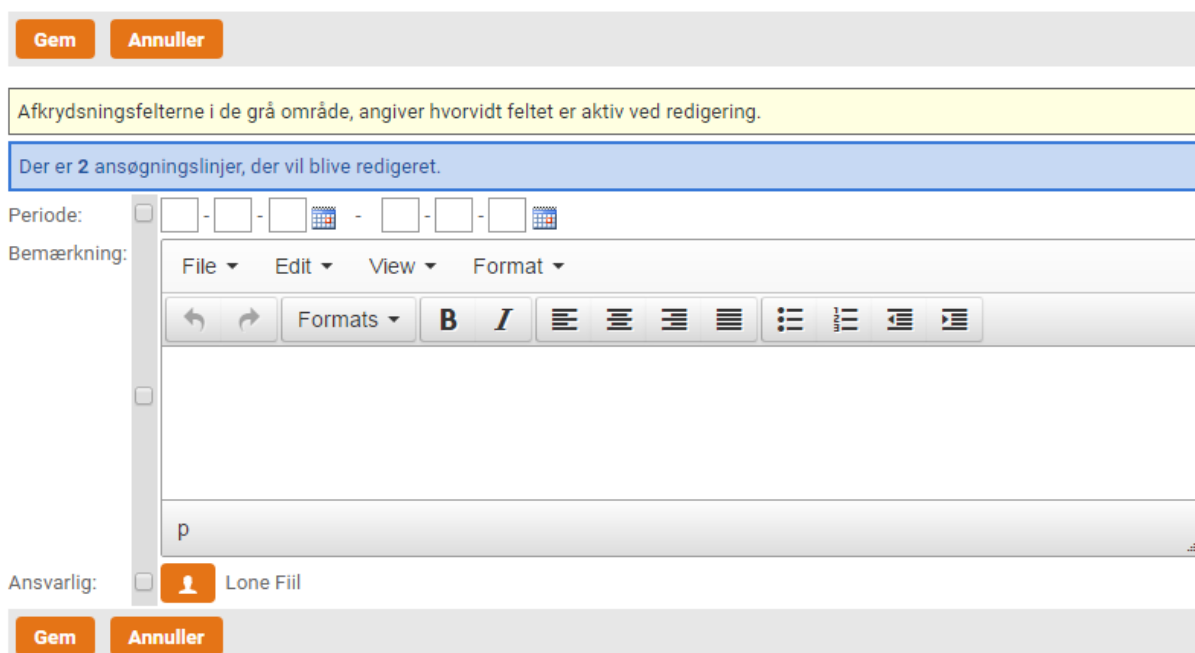 Gem Annuller
Afkrydsningsfelterne i de grå område, angiver hvorvidt feltet er aktiv ved redigering.
Der er 2 ansøgningslinjer, der vil blive redigeret.
Periode: - - - - -
Bemærkning:
File Edit View Format
Formats B I
p
Ansvarlig: Lone Fiil
Gem Annuller